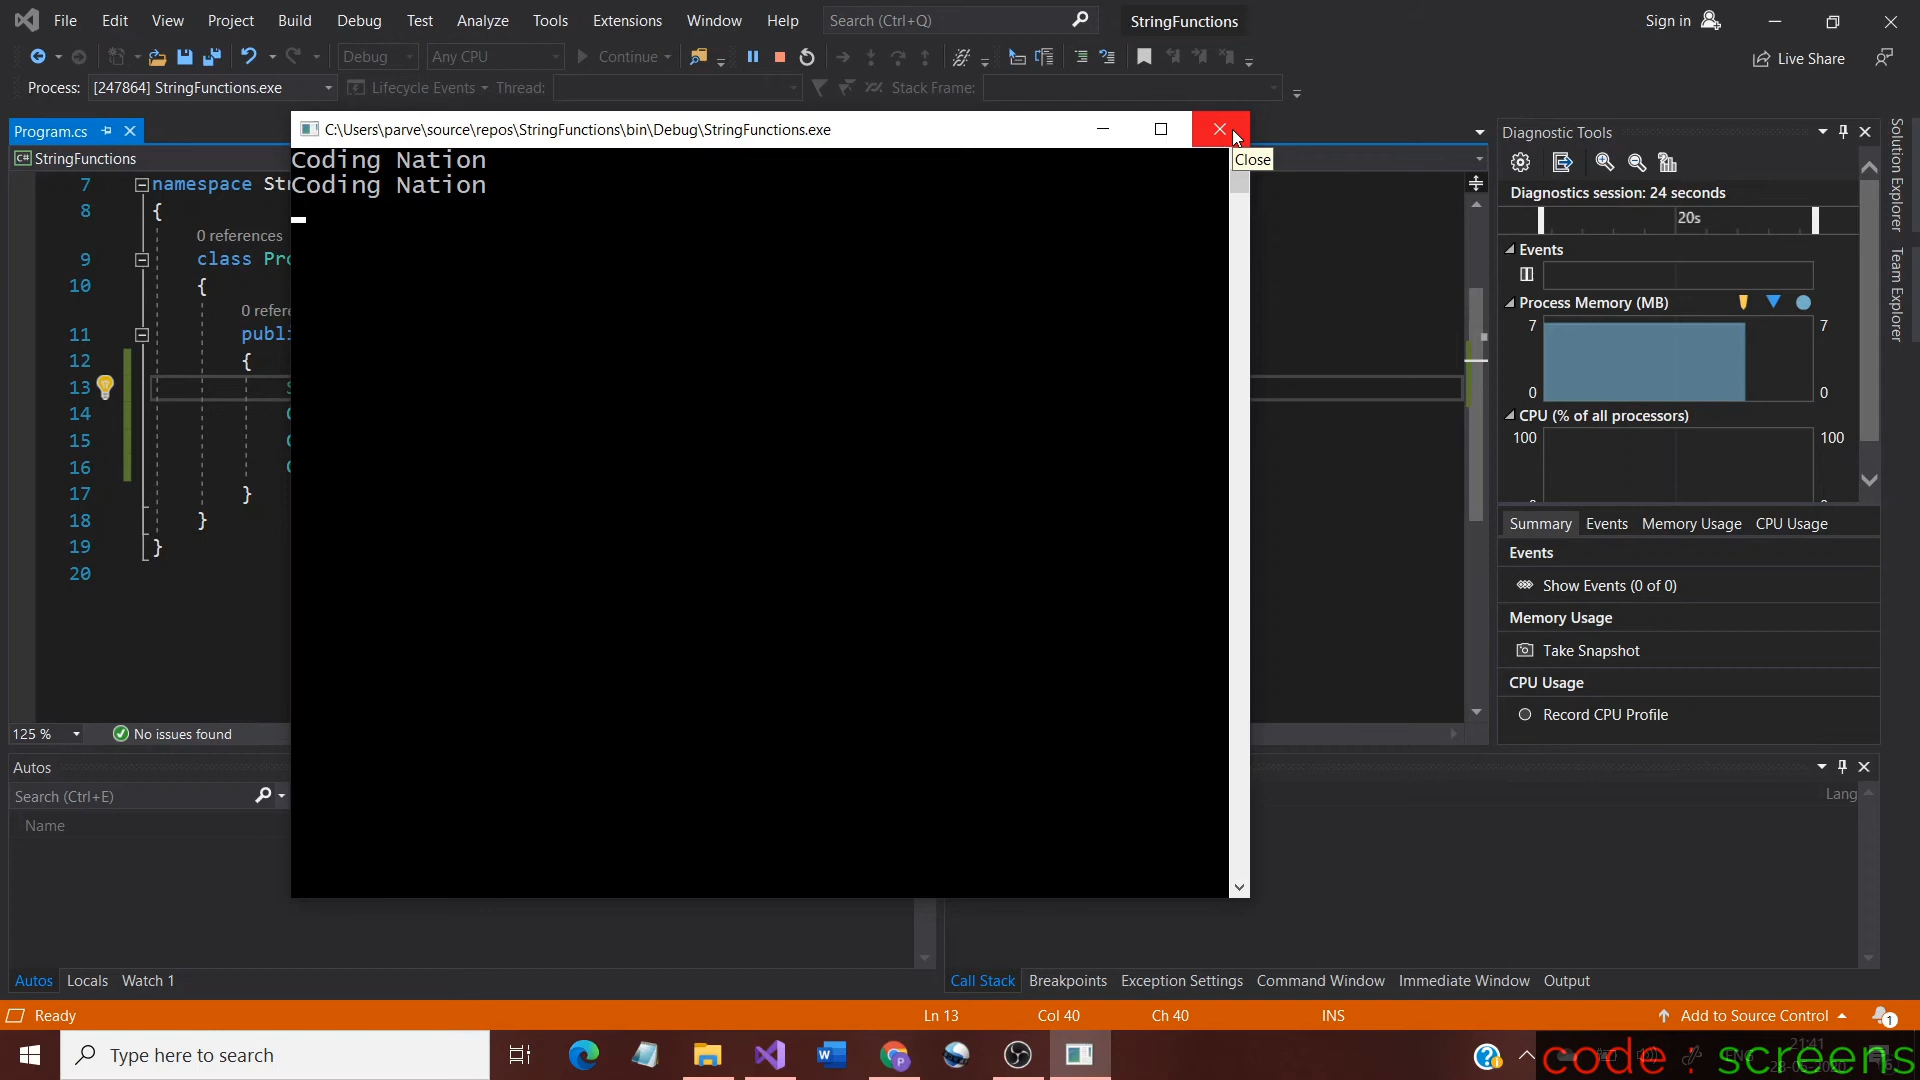 File Edit View Project Build Debug Test Analyze Tools Extensions Window Help Search (Ctrl+Q) StringFunctions Sign in
Debug Any CPU Continue Live Share
Process: [247864] StringFunctions.exe Lifecycle Events Thread: Stack Frame:
Program.cs
C:\Users\parve\source\repos\StringFunctions\bin\Debug\StringFunctions.exe
Close
StringFunctions
Coding Nation
Coding Nation
7 namespace Str
8 {
0 references
9 class Pro
10 {
0 refere
11 publi
12 {
13 S
14 C
15 C
16 C
17 }
18 }
19 }
20
125 % No issues found
Diagnostic Tools
Diagnostics session: 24 seconds
20s
Events
Process Memory (MB)
7 7
0 0
CPU (% of all processors)
100 100
Summary Events Memory Usage CPU Usage
Events
Show Events (0 of 0)
Memory Usage
Take Snapshot
CPU Usage
Record CPU Profile
Solution Explorer
Team Explorer
Autos
Search (Ctrl+E)
Name
Lang
Autos Locals Watch 1
Call Stack Breakpoints Exception Settings Command Window Immediate Window Output
Ready Ln 13 Col 40 Ch 40 INS Add to Source Control 1
Type here to search
21:41
code : screens